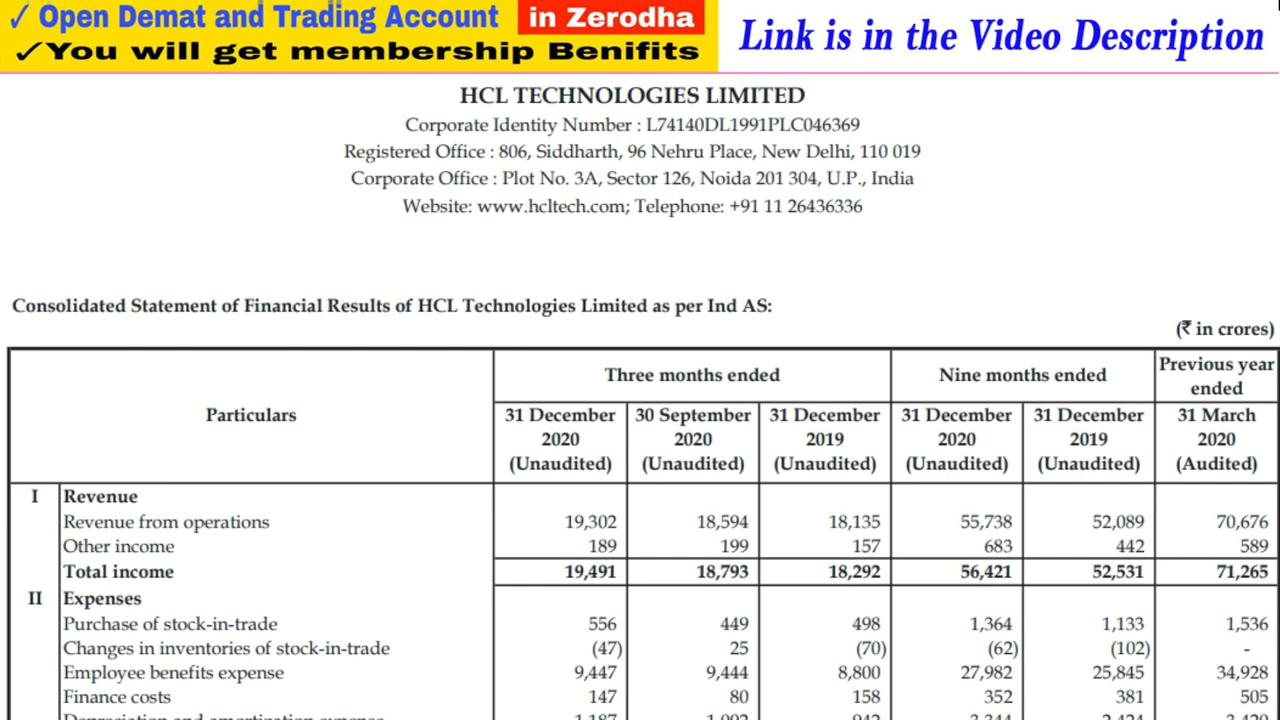 ✓ Open Demat and Trading Account in Zerodha
✓You will get membership Benifits
Link is in the Video Description
HCL TECHNOLOGIES LIMITED
Corporate Identity Number : L74140DL1991PLC046369
Registered Office : 806, Siddharth, 96 Nehru Place, New Delhi, 110 019
Corporate Office : Plot No. 3A, Sector 126, Noida 201 304, U.P., India
Website: www.hcltech.com; Telephone: +91 11 26436336
Consolidated Statement of Financial Results of HCL Technologies Limited as per Ind AS:
(₹ in crores)
Particulars
Three months ended
Nine months ended
Previous year
ended
31 December 30 September 31 December 31 December 31 December 31 March
2020 2020 2019 2020 2019 2020
(Unaudited) (Unaudited) (Unaudited) (Unaudited) (Unaudited) (Audited)
I Revenue
Revenue from operations 19,302 18,594 18,135 55,738 52,089 70,676
Other income 189 199 157 683 442 589
Total income 19,491 18,793 18,292 56,421 52,531 71,265
II Expenses
Purchase of stock-in-trade 556 449 498 1,364 1,133 1,536
Changes in inventories of stock-in-trade (47) 25 (70) (62) (102) -
Employee benefits expense 9,447 9,444 8,800 27,982 25,845 34,928
Finance costs 147 80 158 352 381 505